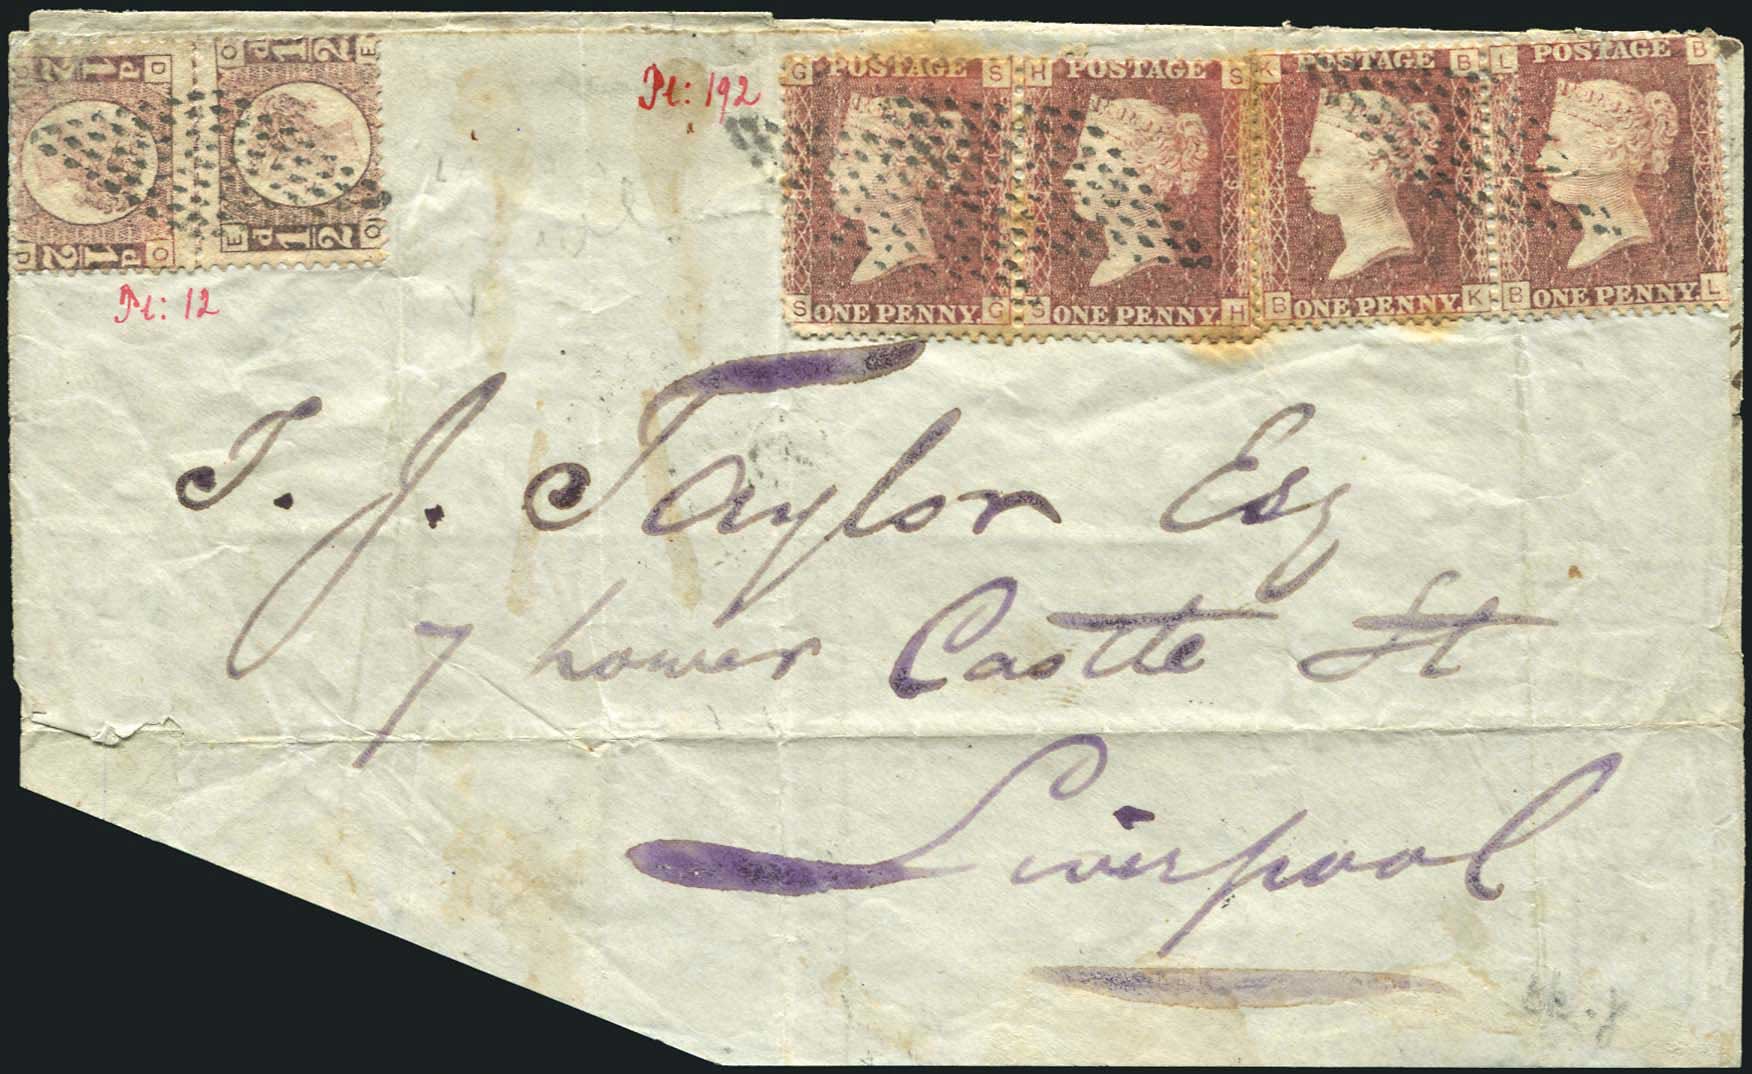 Pl: 192
Pl: 12
G POSTAGE S
S ONE PENNY. G
H POSTAGE S
S ONE PENNY. H
K POSTAGE B
B ONE PENNY. K
L POSTAGE B
B ONE PENNY. L
T. J. Taylor Esq
7 Lower Castle St
Liverpool